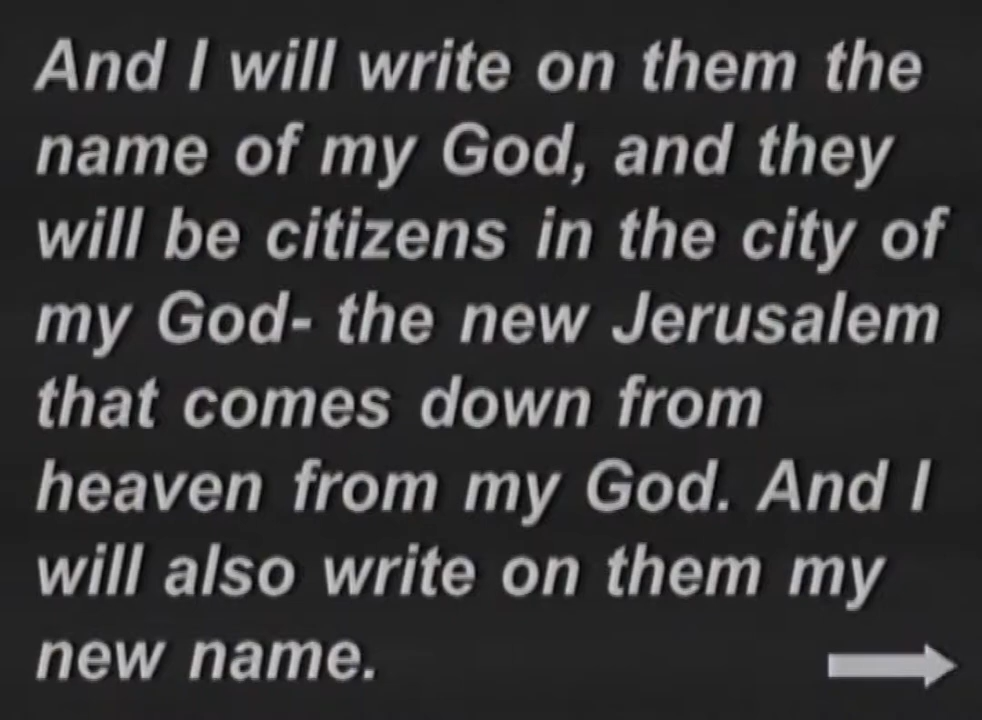 And I will write on them the
name of my God, and they
will be citizens in the city of
my God- the new Jerusalem
that comes down from
heaven from my God. And I
will also write on them my
new name.